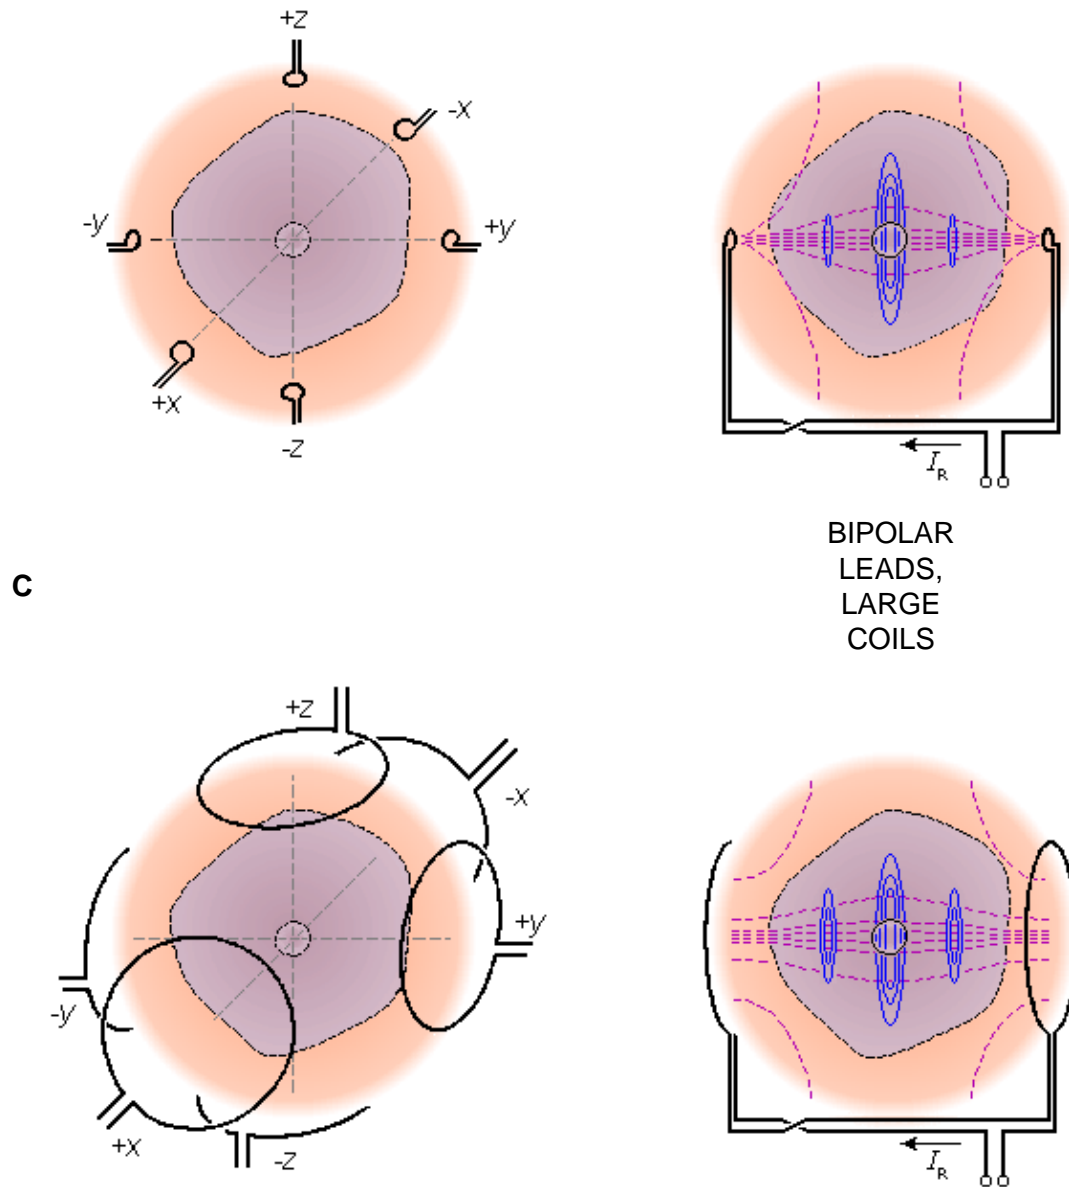 +z
-x
-y
+y
+x
-z
I_R
BIPOLAR
LEADS,
LARGE
COILS
C
+z
-x
+y
-y
+x
-z
I_R